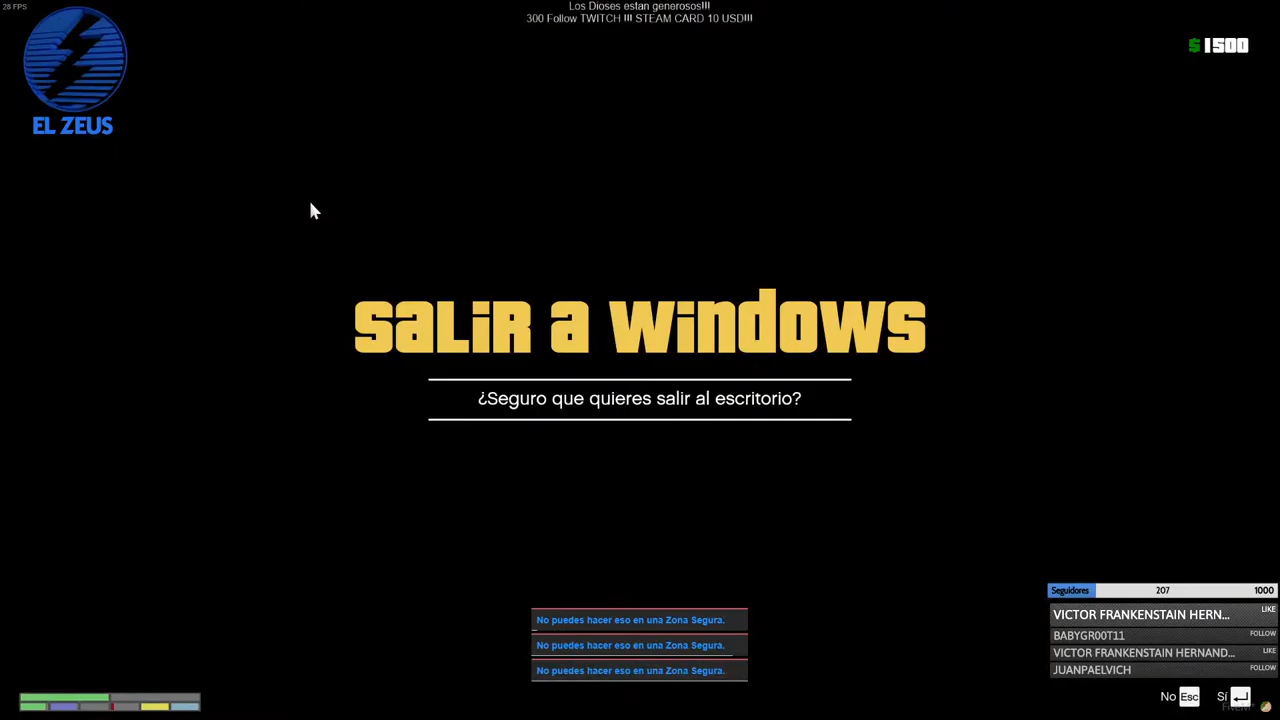 28 FPS
Los Dioses estan generosos!!!
300 Follow TWITCH !!! STEAM CARD 10 USD!!!
$ 1500
EL ZEUS
SALIR A WINDOWS
¿Seguro que quieres salir al escritorio?
Seguidores 207 1000
VICTOR FRANKENSTAIN HERN... LIKE
BABYGR00T11 FOLLOW
VICTOR FRANKENSTAIN HERNAND... LIKE
JUANPAELVICH FOLLOW
No puedes hacer eso en una Zona Segura.
No puedes hacer eso en una Zona Segura.
No puedes hacer eso en una Zona Segura.
No Esc Sí
FiveM